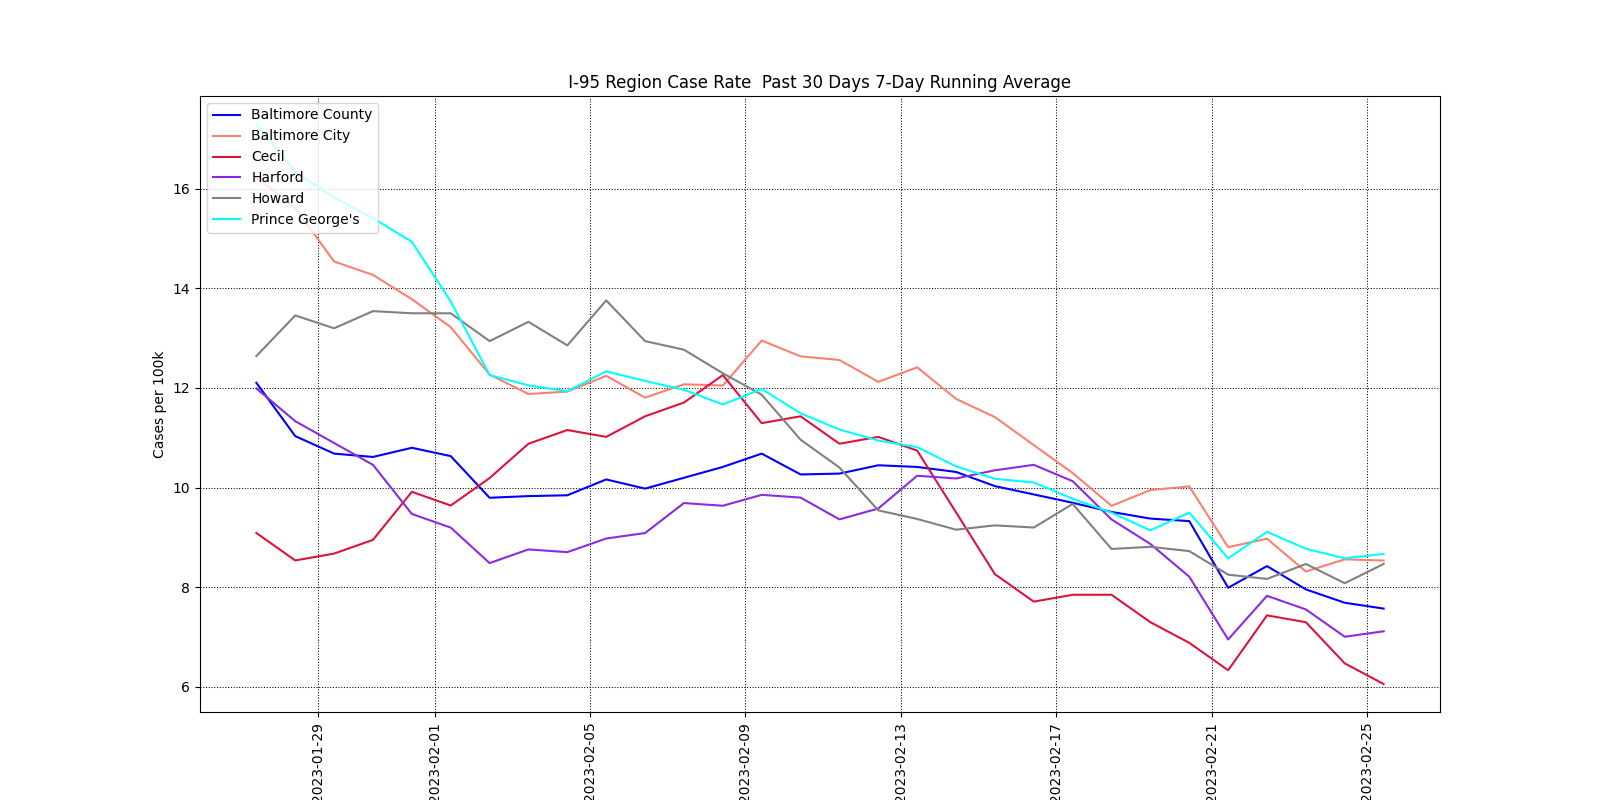 I-95 Region Case Rate  Past 30 Days 7-Day Running Average
Baltimore County
Baltimore City
Cecil
Harford
Howard
Prince George's
Cases per 100k
16
14
12
10
8
6
2023-01-29
2023-02-01
2023-02-05
2023-02-09
2023-02-13
2023-02-17
2023-02-21
2023-02-25